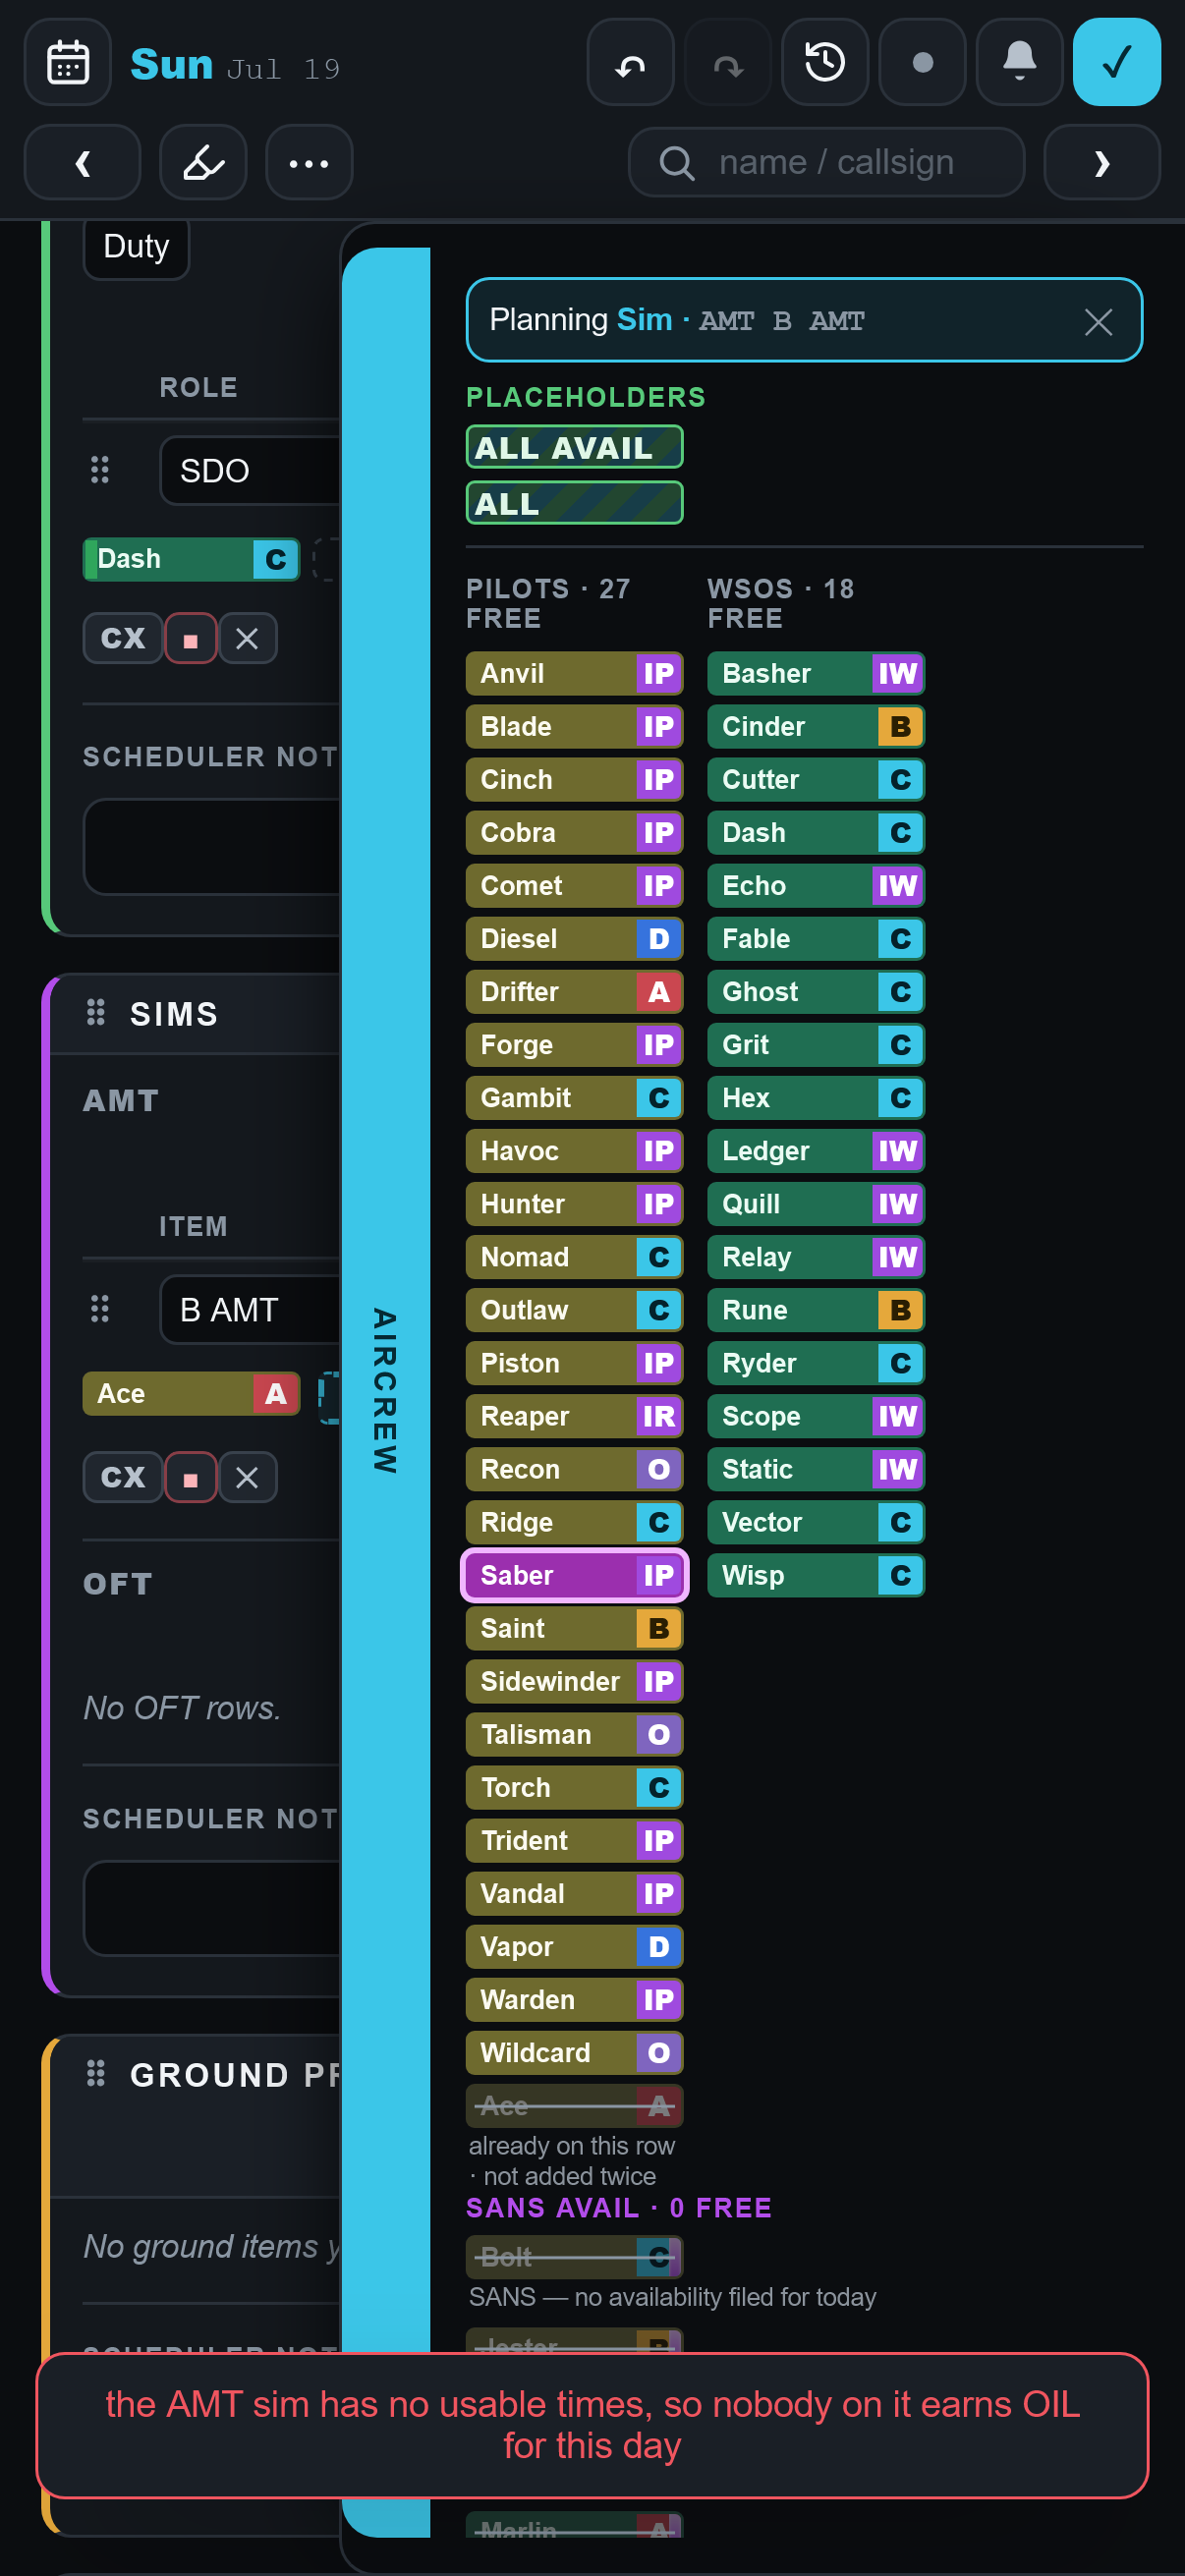 Sun Jul 19
name / callsign
Duty
ROLE
SDO
Dash C
CX
SCHEDULER NOT
SIMS
AMT
ITEM
B AMT
Ace A
CX
OFT
No OFT rows.
SCHEDULER NOT
GROUND PR
No ground items y
AIRCREW
Planning Sim · AMT B AMT
PLACEHOLDERS
ALL AVAIL
ALL
PILOTS · 27 FREE
Anvil IP
Blade IP
Cinch IP
Cobra IP
Comet IP
Diesel D
Drifter A
Forge IP
Gambit C
Havoc IP
Hunter IP
Nomad C
Outlaw C
Piston IP
Reaper IR
Recon O
Ridge C
Saber IP
Saint B
Sidewinder IP
Talisman O
Torch C
Trident IP
Vandal IP
Vapor D
Warden IP
Wildcard O
Ace A
already on this row
· not added twice
WSOS · 18 FREE
Basher IW
Cinder B
Cutter C
Dash C
Echo IW
Fable C
Ghost C
Grit C
Hex C
Ledger IW
Quill IW
Relay IW
Rune B
Ryder C
Scope IW
Static IW
Vector C
Wisp C
SANS AVAIL · 0 FREE
Bolt C
SANS — no availability filed for today
Jester B
the AMT sim has no usable times, so nobody on it earns OIL
for this day
Marlin A